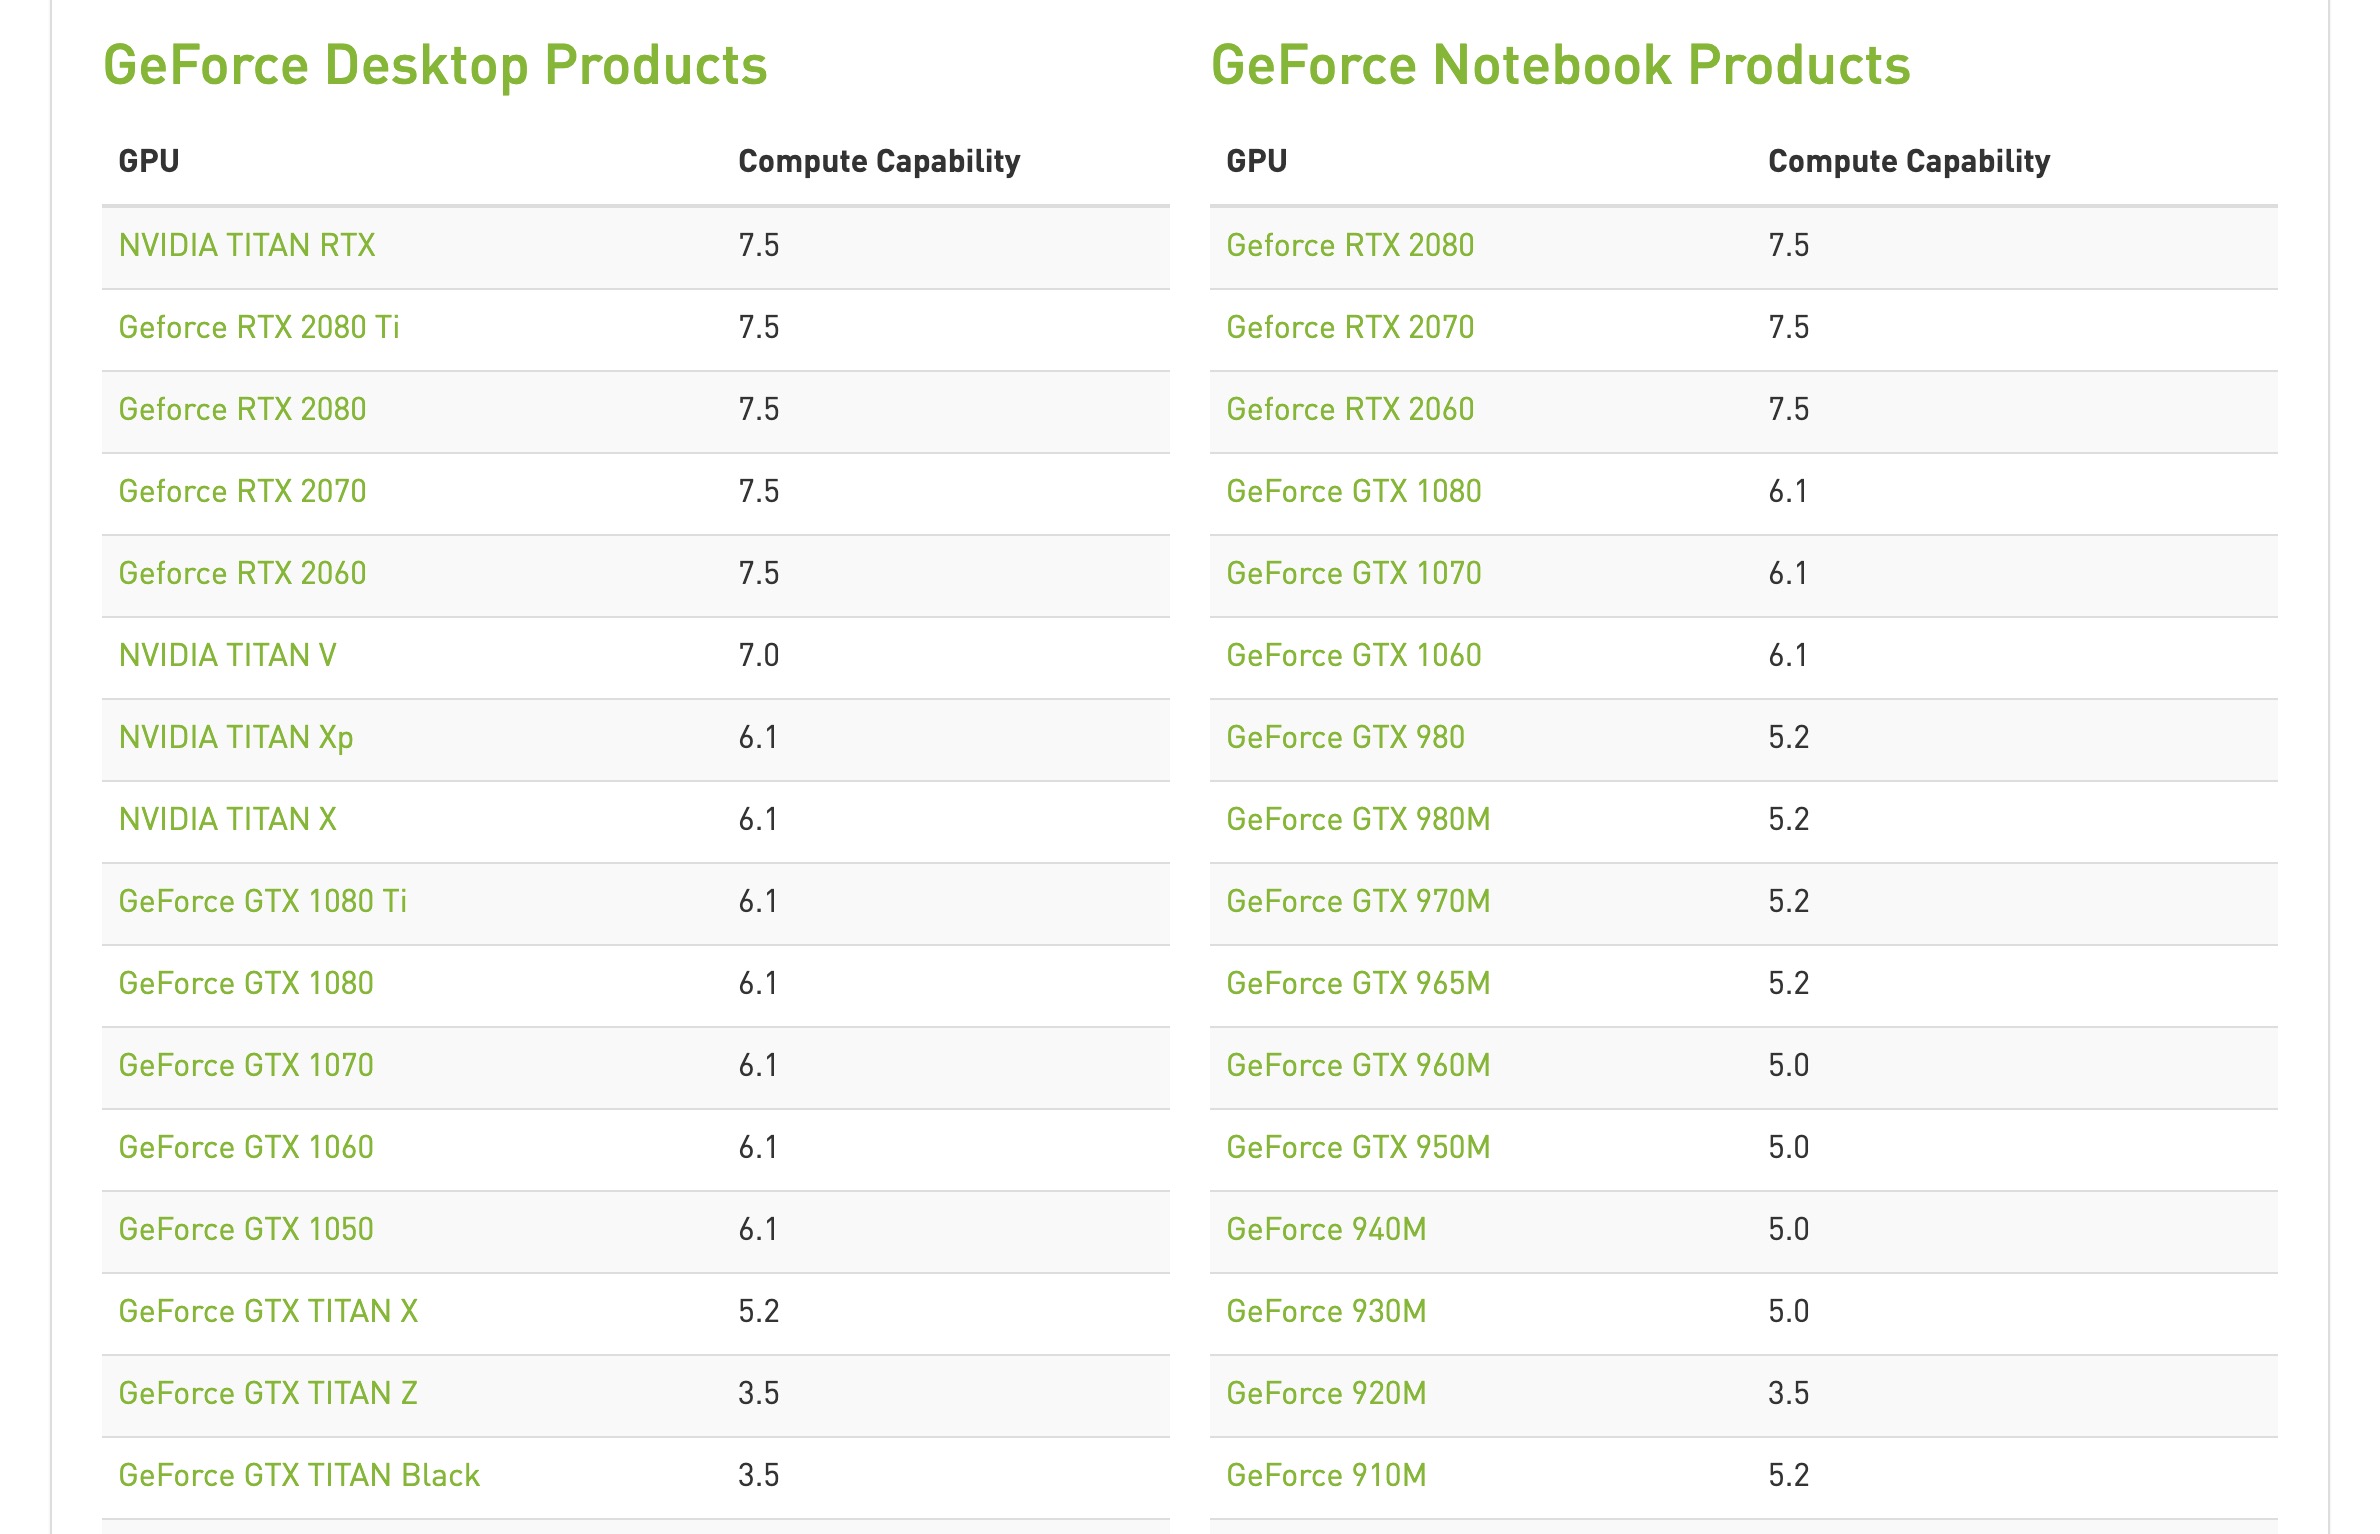 GeForce Desktop Products
GPU Compute Capability
NVIDIA TITAN RTX 7.5
Geforce RTX 2080 Ti 7.5
Geforce RTX 2080 7.5
Geforce RTX 2070 7.5
Geforce RTX 2060 7.5
NVIDIA TITAN V 7.0
NVIDIA TITAN Xp 6.1
NVIDIA TITAN X 6.1
GeForce GTX 1080 Ti 6.1
GeForce GTX 1080 6.1
GeForce GTX 1070 6.1
GeForce GTX 1060 6.1
GeForce GTX 1050 6.1
GeForce GTX TITAN X 5.2
GeForce GTX TITAN Z 3.5
GeForce GTX TITAN Black 3.5
GeForce Notebook Products
GPU Compute Capability
Geforce RTX 2080 7.5
Geforce RTX 2070 7.5
Geforce RTX 2060 7.5
GeForce GTX 1080 6.1
GeForce GTX 1070 6.1
GeForce GTX 1060 6.1
GeForce GTX 980 5.2
GeForce GTX 980M 5.2
GeForce GTX 970M 5.2
GeForce GTX 965M 5.2
GeForce GTX 960M 5.0
GeForce GTX 950M 5.0
GeForce 940M 5.0
GeForce 930M 5.0
GeForce 920M 3.5
GeForce 910M 5.2